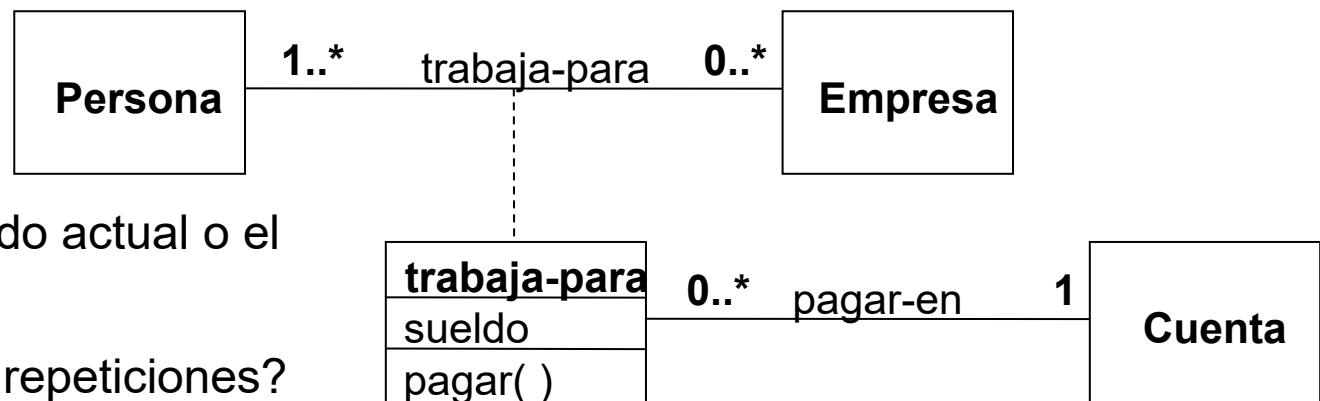 1..* trabaja-para 0..*
Persona Empresa
do actual o el
trabaja-para
0..* pagar-en 1
sueldo Cuenta
repeticiones? pagar( )